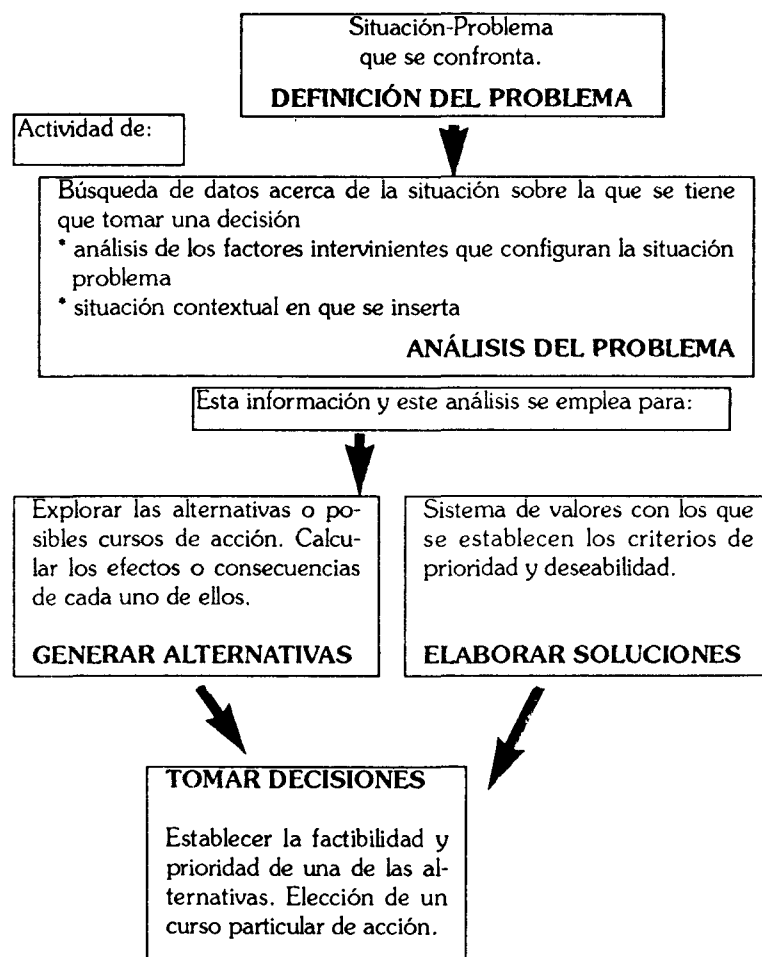 Situación-Problema
que se confronta.
DEFINICIÓN DEL PROBLEMA
Actividad de:
Búsqueda de datos acerca de la situación sobre la que se tiene
que tomar una decisión
* análisis de los factores intervinientes que configuran la situación
problema
* situación contextual en que se inserta
ANÁLISIS DEL PROBLEMA
Esta información y este análisis se emplea para:
Explorar las alternativas o po-
sibles cursos de acción. Calcu-
lar los efectos o consecuencias
de cada uno de ellos.
GENERAR ALTERNATIVAS
Sistema de valores con los que
se establecen los criterios de
prioridad y deseabilidad.
ELABORAR SOLUCIONES
TOMAR DECISIONES
Establecer la factibilidad y
prioridad de una de las al-
ternativas. Elección de un
curso particular de acción.